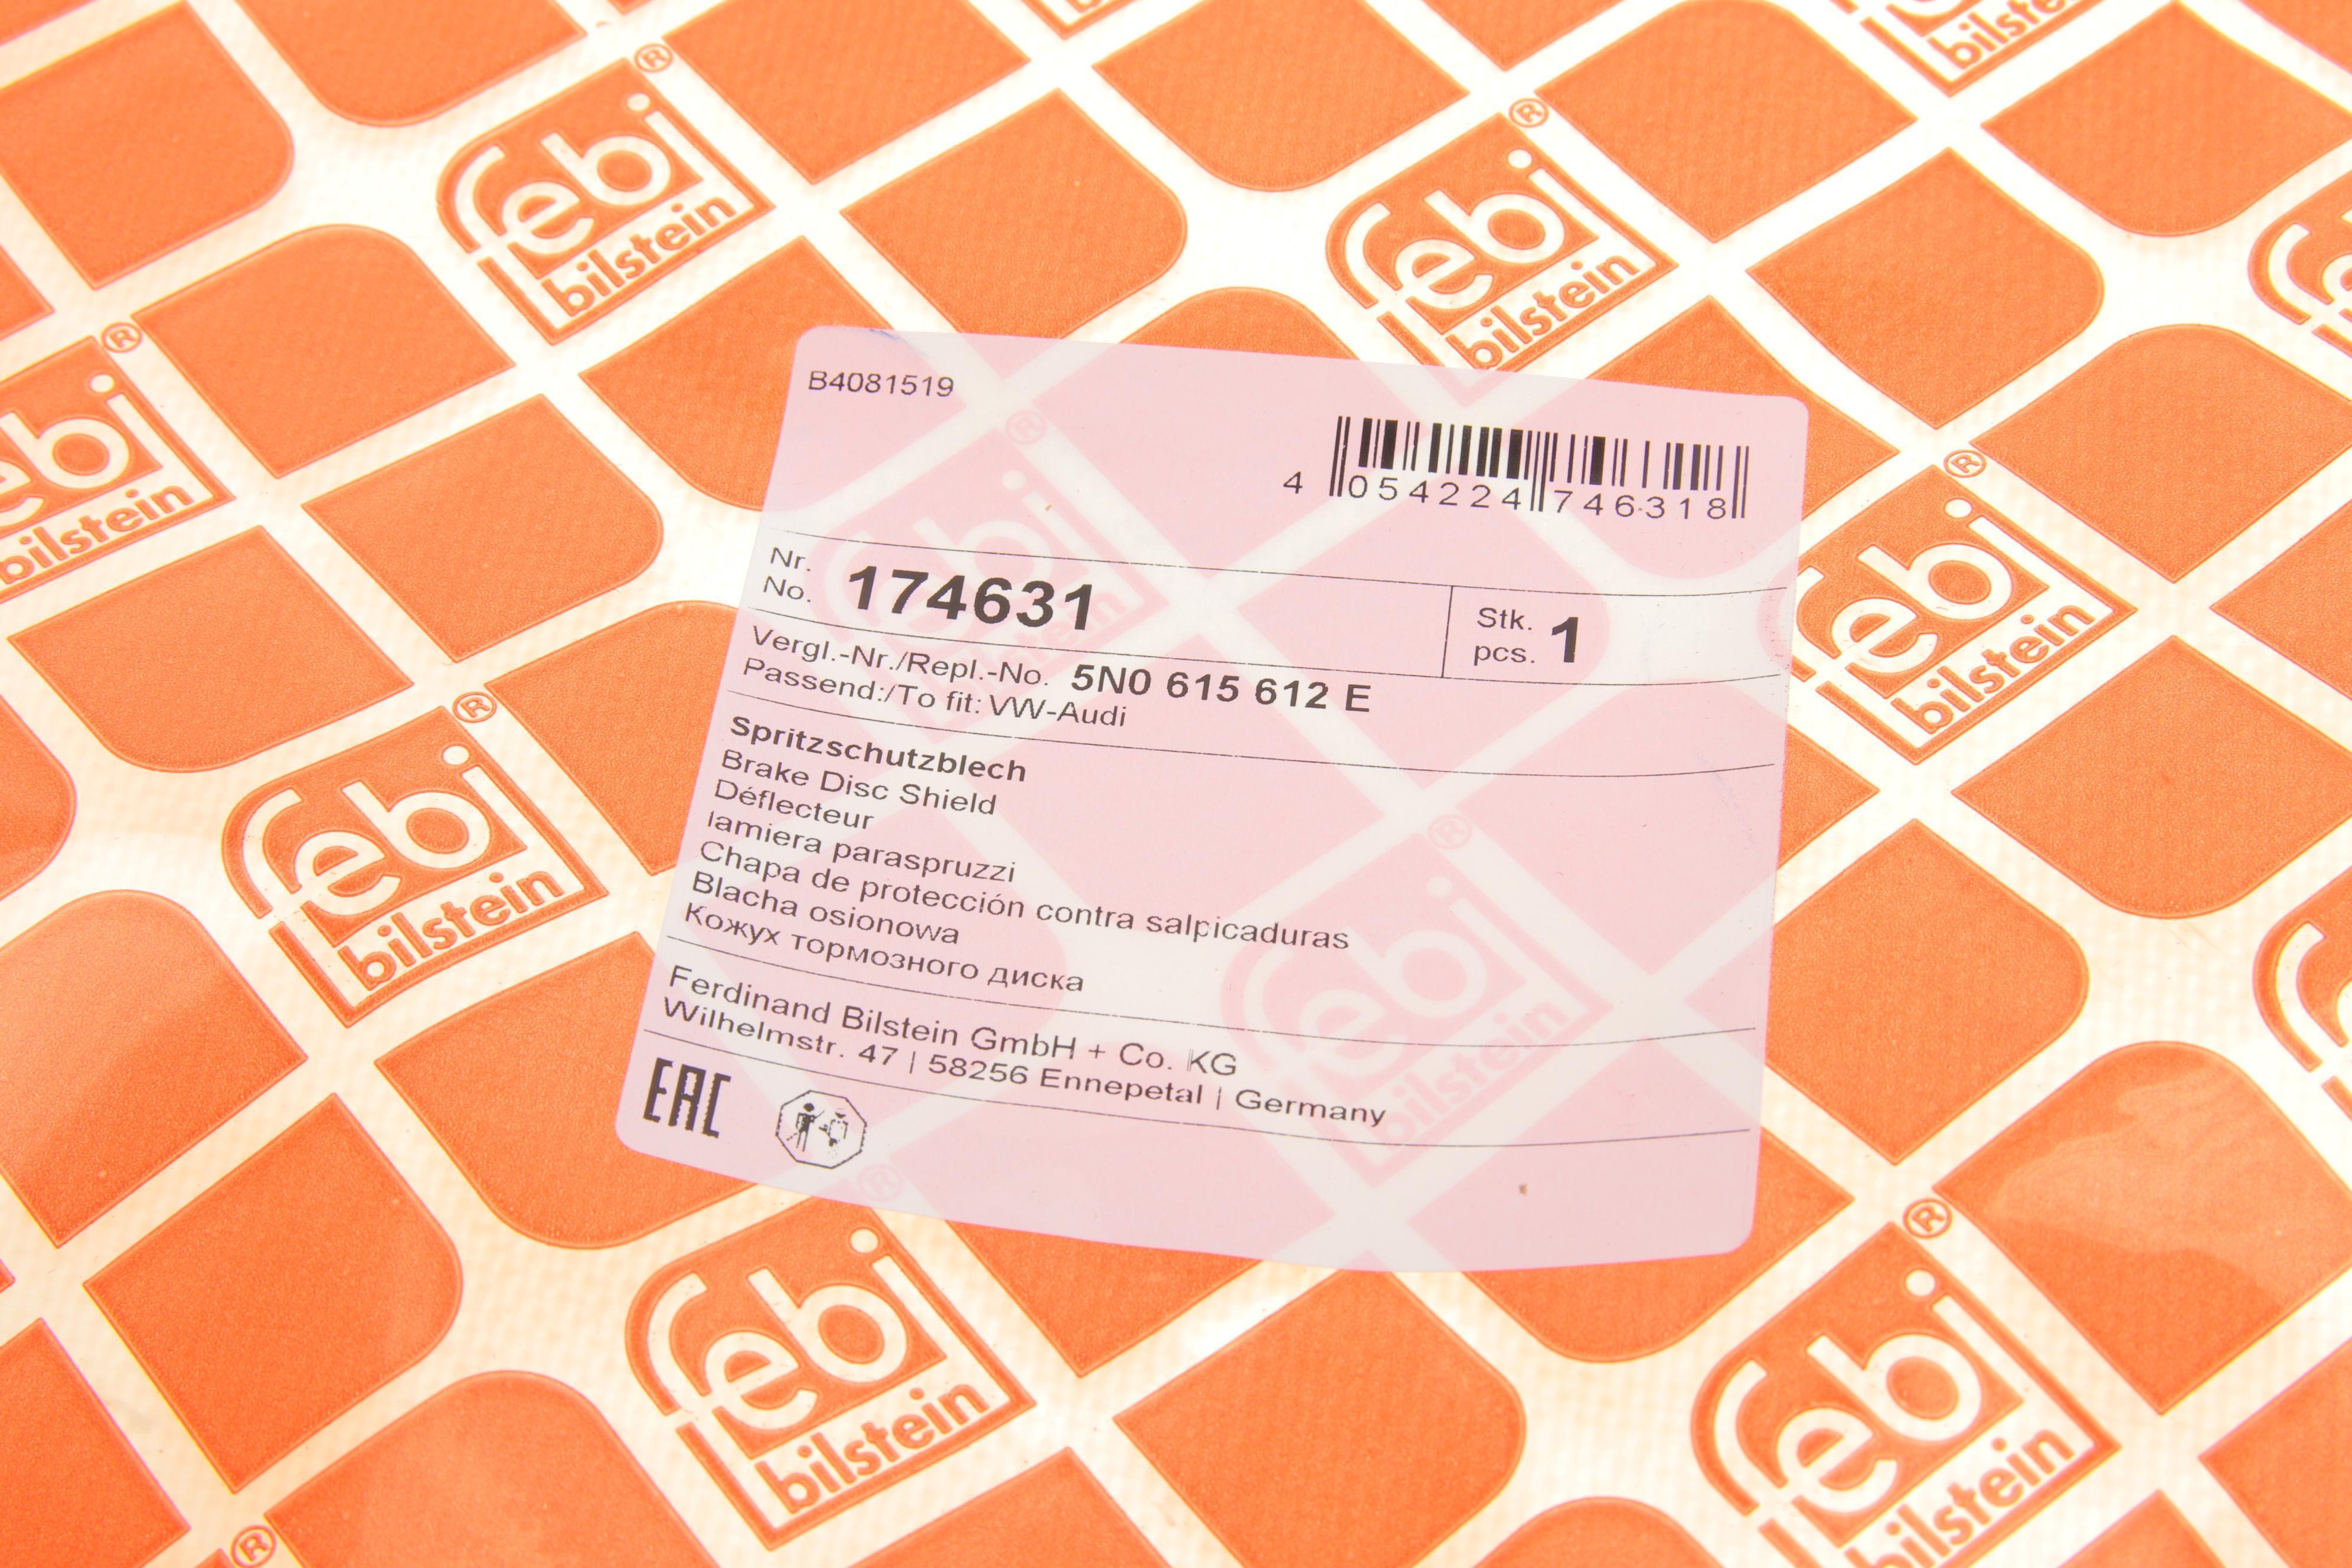 febi
bilstein
®
B4081519
4 054224 746318
Nr.
No. 174631
Stk.
pcs. 1
Vergl.-Nr./Repl.-No. 5N0 615 612 E
Passend:/To fit: VW-Audi
Spritzschutzblech
Brake Disc Shield
Déflecteur
lamiera paraspruzzi
Chapa de protección contra salpicaduras
Blacha osionowa
Кожух тормозного диска
Ferdinand Bilstein GmbH + Co. KG
Wilhelmstr. 47 | 58256 Ennepetal | Germany
EAC